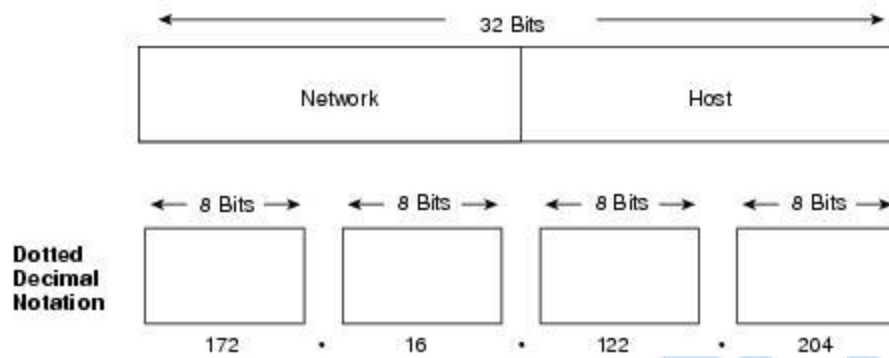 32 Bits
Network Host
8 Bits 8 Bits 8 Bits 8 Bits
Dotted
Decimal
Notation
172 . 16 . 122 . 204